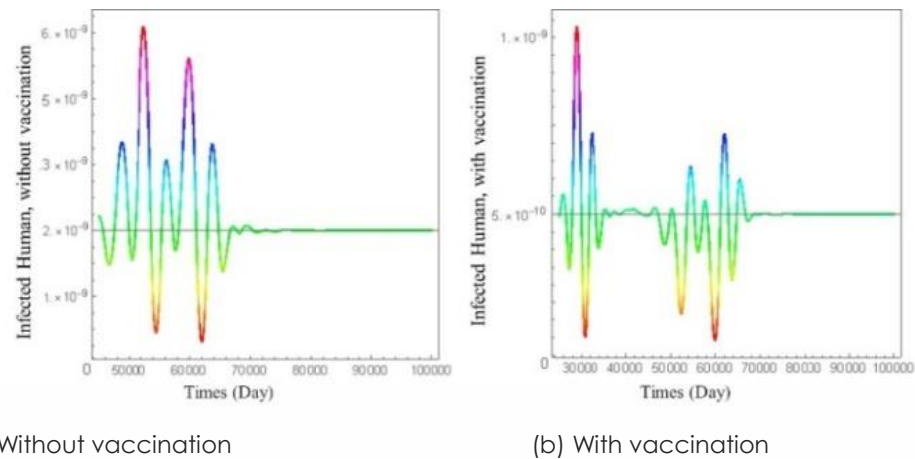 Infected Human, without vaccination
6. × 10⁻⁹
5. × 10⁻⁹
.3 × 10⁻⁹
2 × 10⁻⁹
1. × 10⁻⁹
0 50000 60000 70000 80000 90000 100000
Times (Day)
Infected Human, with vaccination
1. × 10⁻⁹
5. × 10⁻¹⁰
0
30000 40000 50000 60000 70000 80000 90000 100000
Times (Day)
Without vaccination
(b) With vaccination